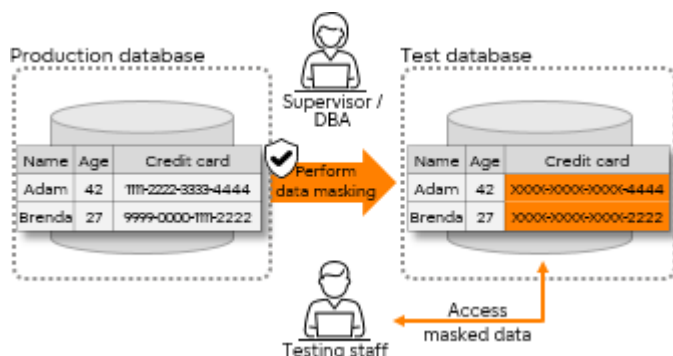 Production database
Supervisor /
DBA
Test database
Name Age Credit card
Adam 42 1111-2222-3333-4444
Brenda 27 9999-0000-1111-2222
Perform
data masking
Name Age Credit card
Adam 42 XXXX-XXXX-XXXX-4444
Brenda 27 XXXX-XXXX-XXXX-2222
Access
masked data
Testing staff